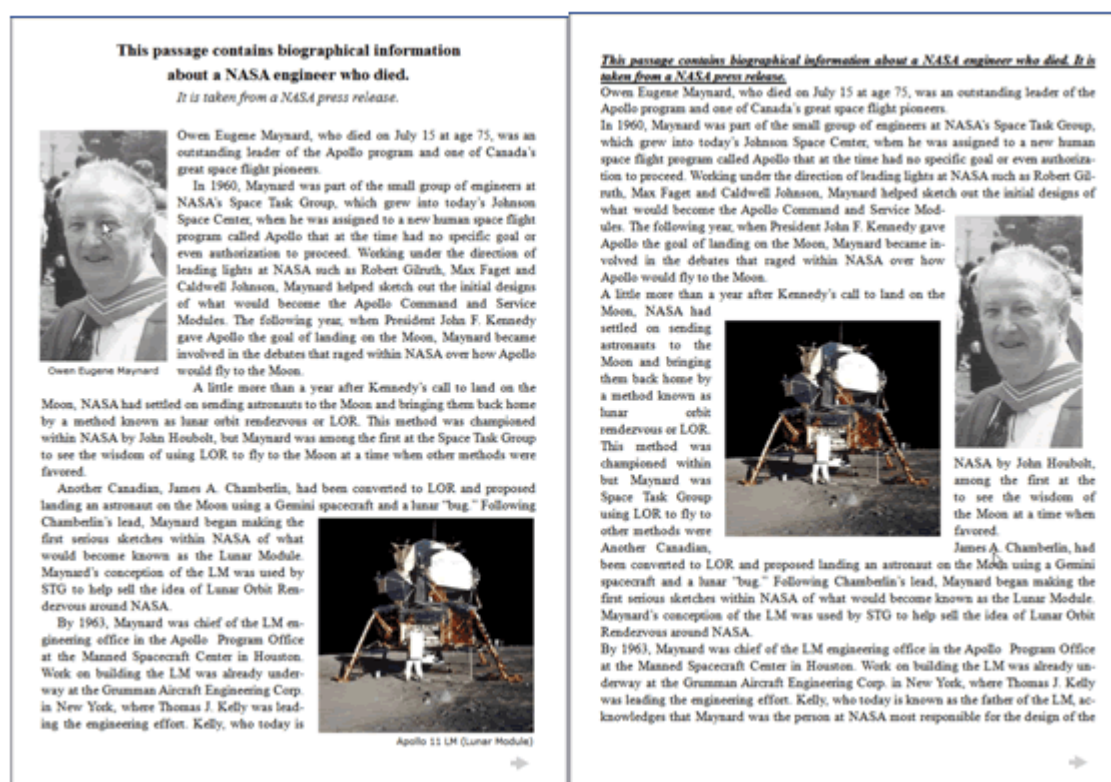 This passage contains biographical information
about a NASA engineer who died.
It is taken from a NASA press release.
Owen Eugene Maynard, who died on July 15 at age 75, was an
outstanding leader of the Apollo program and one of Canada's
great space flight pioneers.
In 1960, Maynard was part of the small group of engineers at
NASA's Space Task Group, which grew into today's Johnson
Space Center, when he was assigned to a new human space flight
program called Apollo that at the time had no specific goal or
even authorization to proceed. Working under the direction of
leading lights at NASA such as Robert Gilruth, Max Faget and
Caldwell Johnson, Maynard helped sketch out the initial designs
of what would become the Apollo Command and Service
Modules. The following year, when President John F. Kennedy
gave Apollo the goal of landing on the Moon, Maynard became
involved in the debates that raged within NASA over how Apollo
would fly to the Moon.
Owen Eugene Maynard
A little more than a year after Kennedy's call to land on the
Moon, NASA had settled on sending astronauts to the Moon and bringing them back home
by a method known as lunar orbit rendezvous or LOR. This method was championed
within NASA by John Houbolt, but Maynard was among the first at the Space Task Group
to see the wisdom of using LOR to fly to the Moon at a time when other methods were
favored.
Another Canadian, James A. Chamberlin, had been converted to LOR and proposed
landing an astronaut on the Moon using a Gemini spacecraft and a lunar "bug." Following
Chamberlin's lead, Maynard began making the
first serious sketches within NASA of what
would become known as the Lunar Module.
Maynard's conception of the LM was used by
STG to help sell the idea of Lunar Orbit Ren-
dezvous around NASA.
By 1963, Maynard was chief of the LM en-
gineering office in the Apollo Program Office
at the Manned Spacecraft Center in Houston.
Work on building the LM was already under-
way at the Grumman Aircraft Engineering Corp.
in New York, where Thomas J. Kelly was lead-
ing the engineering effort. Kelly, who today is
Apollo 11 LM (Lunar Module)
This passage contains biographical information about a NASA engineer who died. It is
taken from a NASA press release.
Owen Eugene Maynard, who died on July 15 at age 75, was an outstanding leader of the
Apollo program and one of Canada's great space flight pioneers.
In 1960, Maynard was part of the small group of engineers at NASA's Space Task Group,
which grew into today's Johnson Space Center, when he was assigned to a new human
space flight program called Apollo that at the time had no specific goal or even authoriza-
tion to proceed. Working under the direction of leading lights at NASA such as Robert Gil-
ruth, Max Faget and Caldwell Johnson, Maynard helped sketch out the initial designs of
what would become the Apollo Command and Service Mod-
ules. The following year, when President John F. Kennedy gave
Apollo the goal of landing on the Moon, Maynard became in-
volved in the debates that raged within NASA over how
Apollo would fly to the Moon.
A little more than a year after Kennedy's call to land on the
Moon, NASA had
settled on sending
astronauts to the
Moon and bringing
them back home by
a method known as
lunar orbit
rendezvous or LOR.
This method was
championed within NASA by John Houbolt,
but Maynard was among the first at the
Space Task Group to see the wisdom of
using LOR to fly to the Moon at a time when
other methods were favored.
Another Canadian, James A. Chamberlin, had
been converted to LOR and proposed landing an astronaut on the Moon using a Gemini
spacecraft and a lunar "bug." Following Chamberlin's lead, Maynard began making the
first serious sketches within NASA of what would become known as the Lunar Module.
Maynard's conception of the LM was used by STG to help sell the idea of Lunar Orbit
Rendezvous around NASA.
By 1963, Maynard was chief of the LM engineering office in the Apollo Program Office
at the Manned Spacecraft Center in Houston. Work on building the LM was already un-
derway at the Grumman Aircraft Engineering Corp. in New York, where Thomas J. Kelly
was leading the engineering effort. Kelly, who today is known as the father of the LM, ac-
knowledges that Maynard was the person at NASA most responsible for the design of the